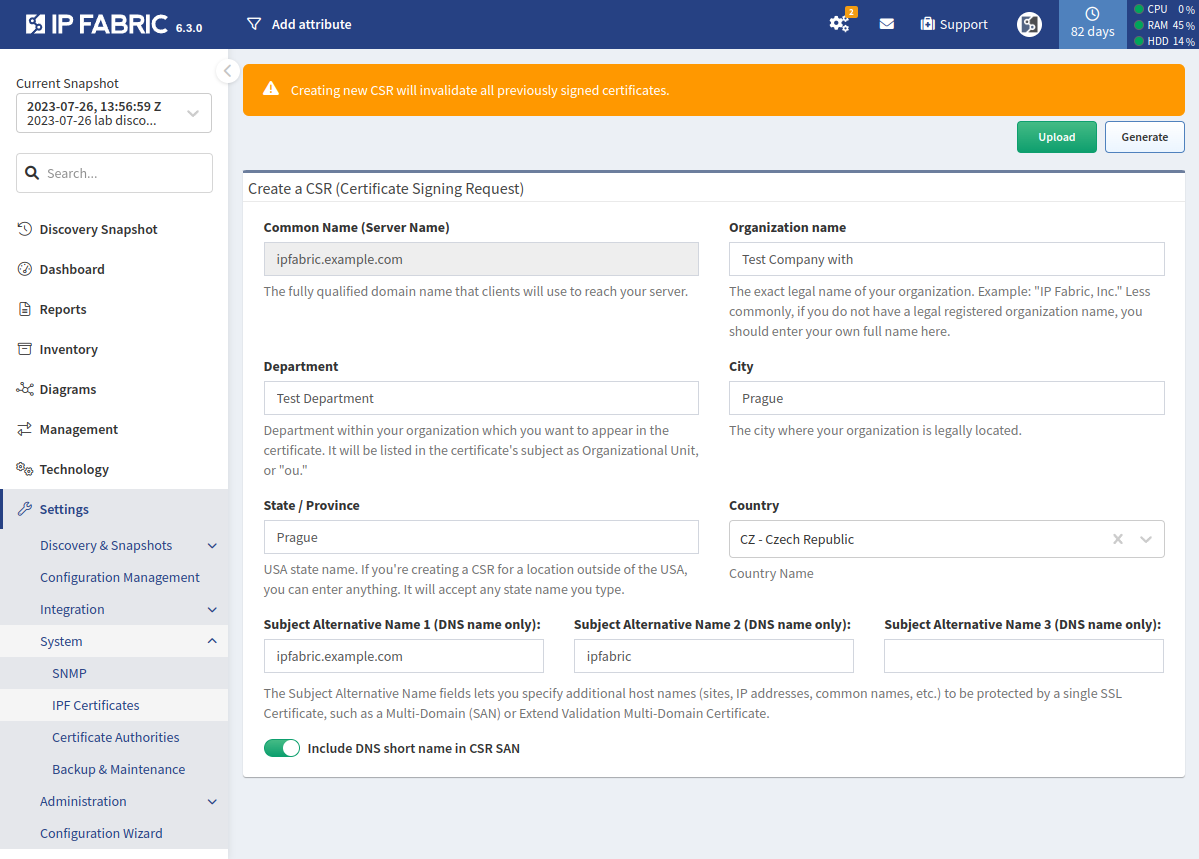 IP FABRIC 6.3.0
Add attribute
2
Support
82 days
CPU 0%
RAM 45%
HDD 14%
Current Snapshot
2023-07-26, 13:56:59 Z
2023-07-26 lab disco...
Search...
Discovery Snapshot
Dashboard
Reports
Inventory
Diagrams
Management
Technology
Settings
Discovery & Snapshots
Configuration Management
Integration
System
SNMP
IPF Certificates
Certificate Authorities
Backup & Maintenance
Administration
Configuration Wizard
Creating new CSR will invalidate all previously signed certificates.
Upload
Generate
Create a CSR (Certificate Signing Request)
Common Name (Server Name)
ipfabric.example.com
The fully qualified domain name that clients will use to reach your server.
Organization name
Test Company with
The exact legal name of your organization. Example: "IP Fabric, Inc." Less
commonly, if you do not have a legal registered organization name, you
should enter your own full name here.
Department
Test Department
Department within your organization which you want to appear in the
certificate. It will be listed in the certificate's subject as Organizational Unit,
or "ou."
City
Prague
The city where your organization is legally located.
State / Province
Prague
USA state name. If you're creating a CSR for a location outside of the USA,
you can enter anything. It will accept any state name you type.
Country
CZ - Czech Republic
Country Name
Subject Alternative Name 1 (DNS name only):
ipfabric.example.com
Subject Alternative Name 2 (DNS name only):
ipfabric
Subject Alternative Name 3 (DNS name only):
The Subject Alternative Name fields lets you specify additional host names (sites, IP addresses, common names, etc.) to be protected by a single SSL
Certificate, such as a Multi-Domain (SAN) or Extend Validation Multi-Domain Certificate.
Include DNS short name in CSR SAN